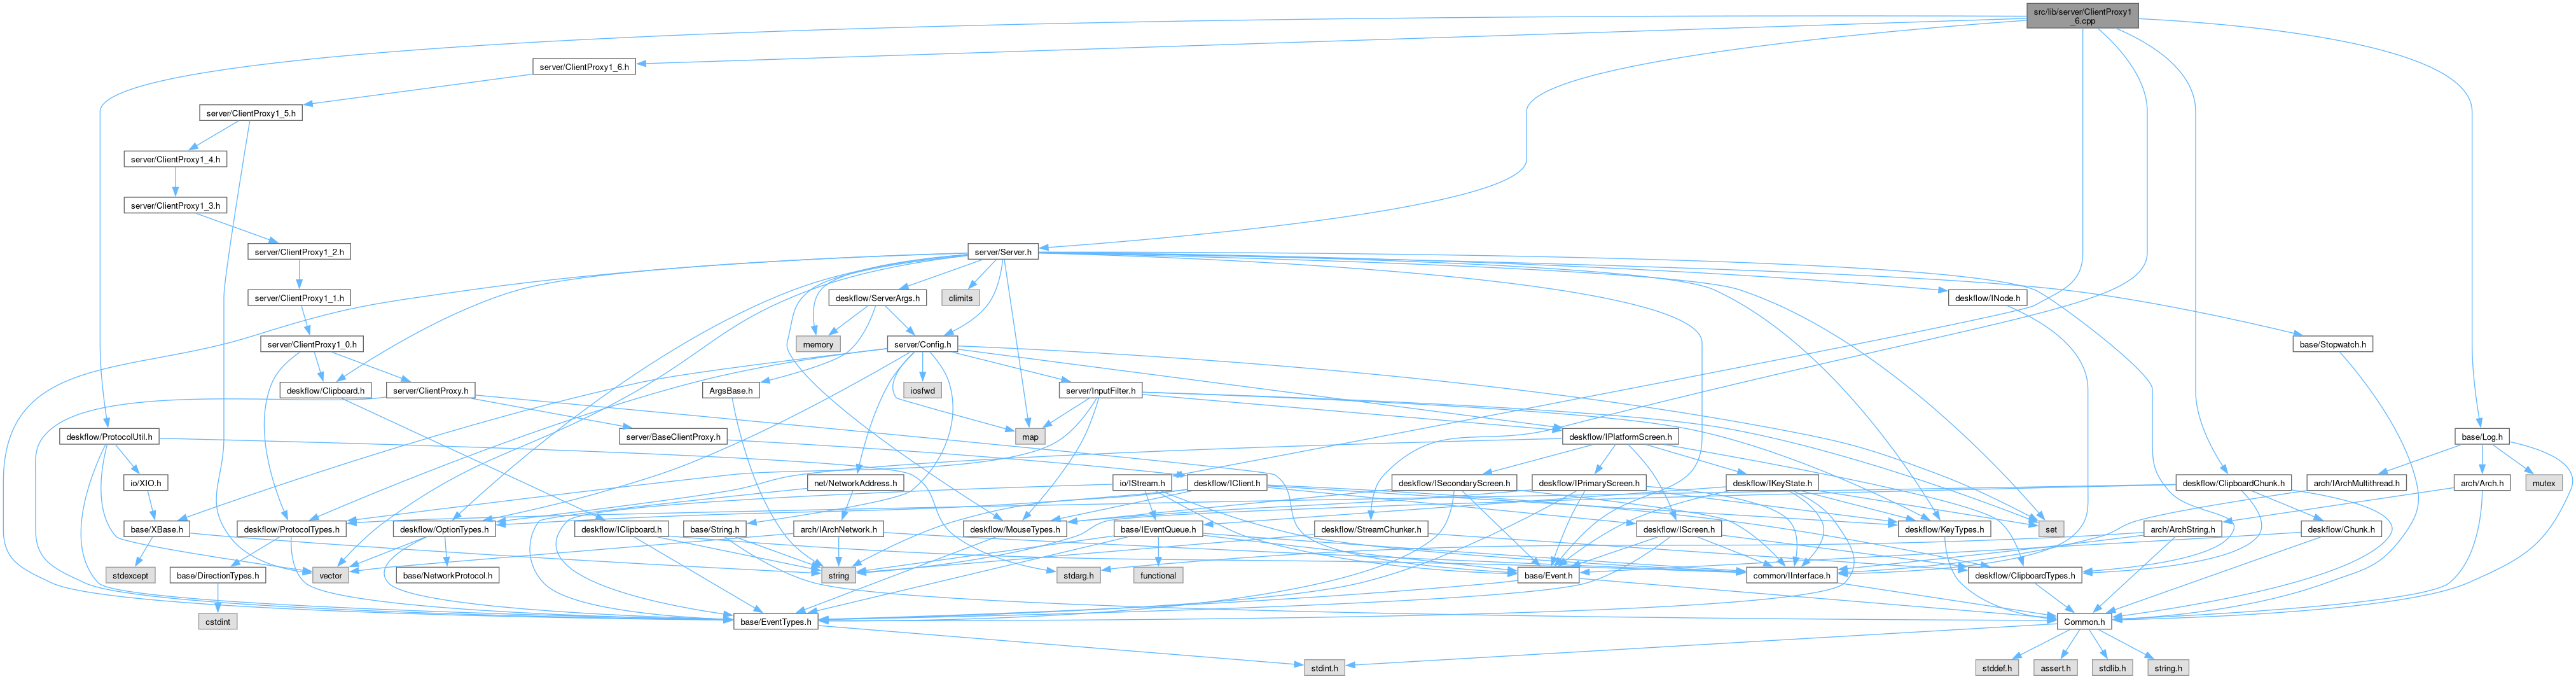 src/lib/server/ClientProxy1
_6.cpp
server/ClientProxy1_6.h
server/ClientProxy1_5.h
server/ClientProxy1_4.h
server/ClientProxy1_3.h
server/ClientProxy1_2.h
server/Server.h
server/ClientProxy1_1.h
deskflow/ServerArgs.h
climits
deskflow/INode.h
server/ClientProxy1_0.h
memory
server/Config.h
base/Stopwatch.h
deskflow/Clipboard.h
server/ClientProxy.h
ArgsBase.h
iosfwd
server/InputFilter.h
deskflow/ProtocolUtil.h
server/BaseClientProxy.h
map
deskflow/IPlatformScreen.h
base/Log.h
io/XIO.h
net/NetworkAddress.h
io/IStream.h
deskflow/IClient.h
deskflow/ISecondaryScreen.h
deskflow/IPrimaryScreen.h
deskflow/IKeyState.h
deskflow/ClipboardChunk.h
arch/IArchMultithread.h
arch/Arch.h
mutex
base/XBase.h
deskflow/ProtocolTypes.h
deskflow/OptionTypes.h
deskflow/IClipboard.h
base/String.h
arch/IArchNetwork.h
deskflow/MouseTypes.h
base/IEventQueue.h
deskflow/StreamChunker.h
deskflow/IScreen.h
deskflow/KeyTypes.h
set
arch/ArchString.h
deskflow/Chunk.h
stdexcept
base/DirectionTypes.h
vector
base/NetworkProtocol.h
string
stdarg.h
functional
base/Event.h
common/IInterface.h
deskflow/ClipboardTypes.h
cstdint
base/EventTypes.h
Common.h
stdint.h
stddef.h
assert.h
stdlib.h
string.h